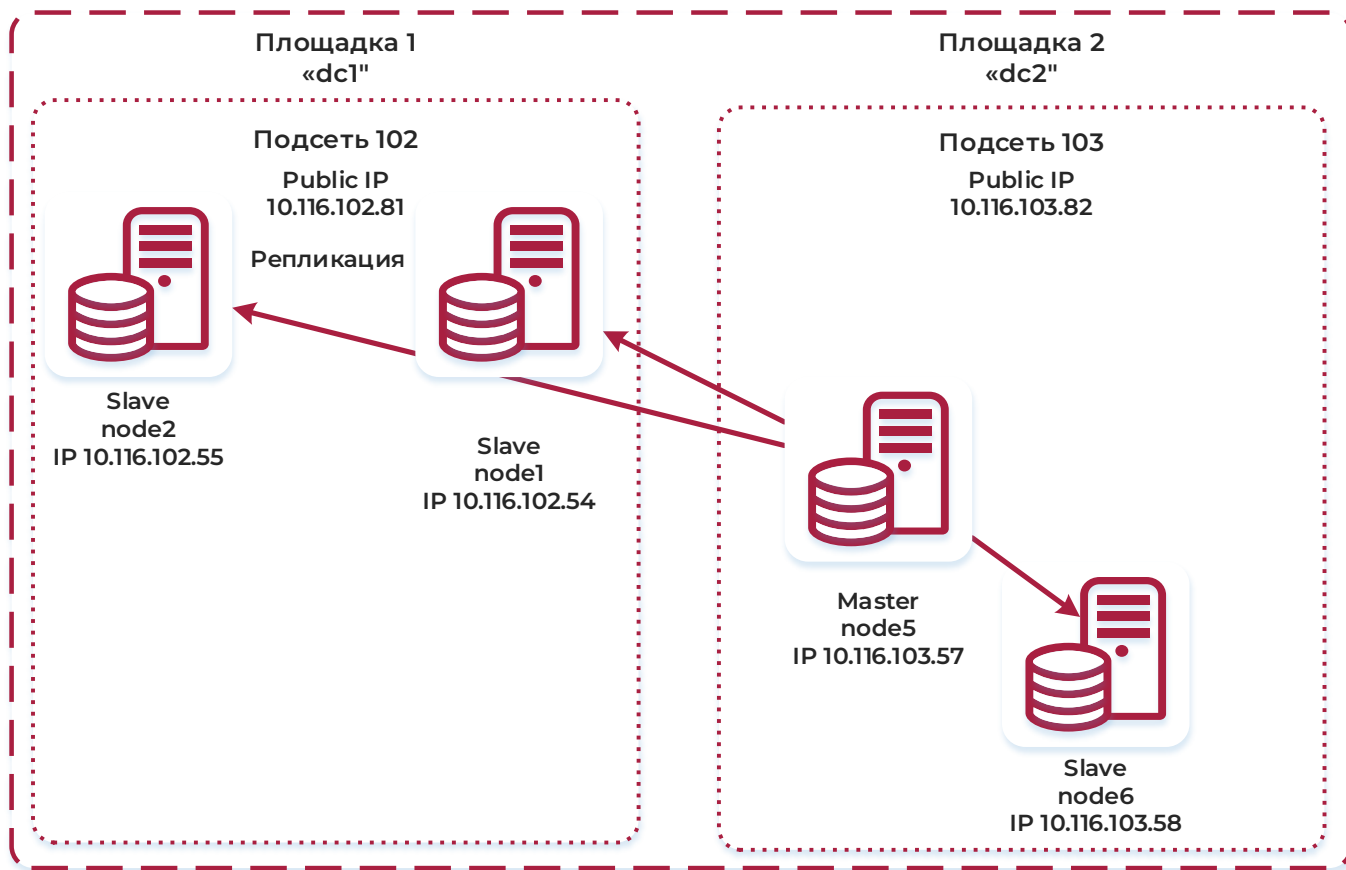 Площадка 1
«dc1"
Подсеть 102
Public IP
10.116.102.81
Репликация
Slave
node2
IP 10.116.102.55
Slave
node1
IP 10.116.102.54
Площадка 2
«dc2"
Подсеть 103
Public IP
10.116.103.82
Master
node5
IP 10.116.103.57
Slave
node6
IP 10.116.103.58